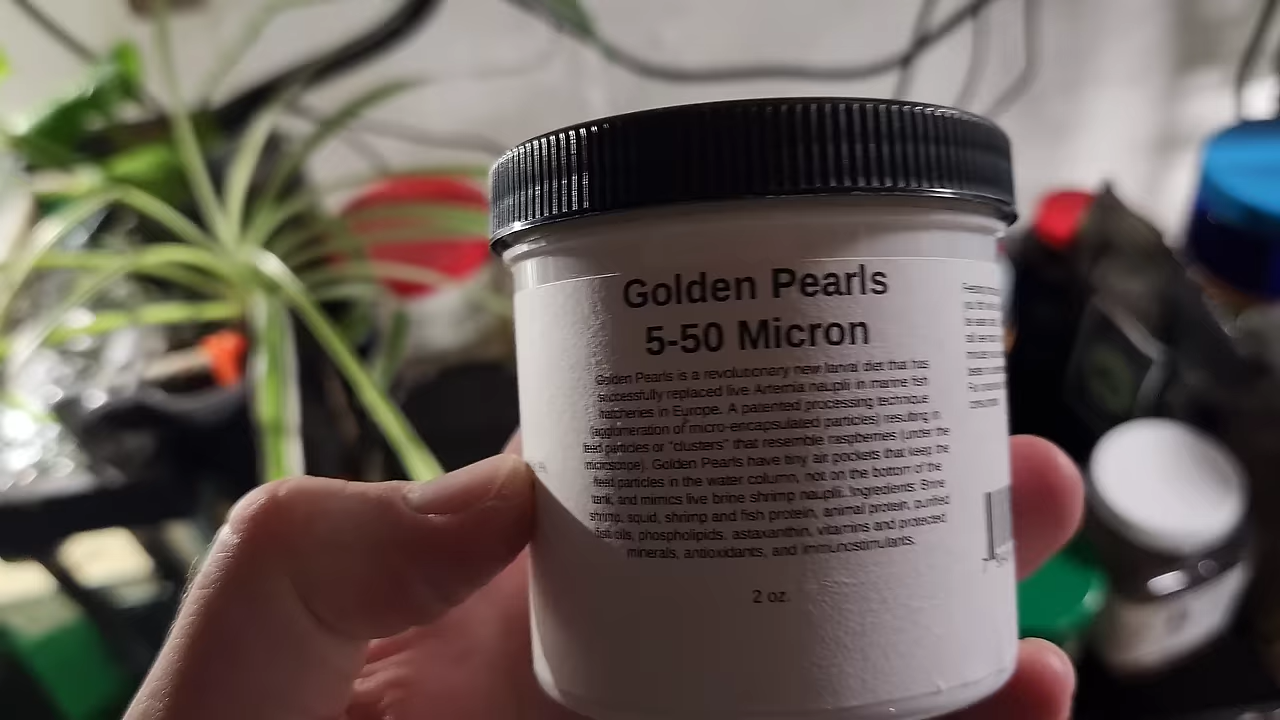 Golden Pearls
5-50 Micron
Golden Pearls is a revolutionary new larval diet that has
successfully replaced live Artemia nauplii in marine fish
hatcheries in Europe. A patented processing technique
(agglomeration of micro-encapsulated particles) resulting in
feed particles or "clusters" that resemble raspberries (under the
microscope). Golden Pearls have tiny air pockets that keep the
feed particles in the water column, not on the bottom of the
tank, and mimics live brine shrimp nauplii. Ingredients: Brine
shrimp, squid, shrimp and fish protein, animal protein, purified
fish oils, phospholipids, astaxanthin, vitamins and protected
minerals, antioxidants, and immunostimulants.
2 oz.